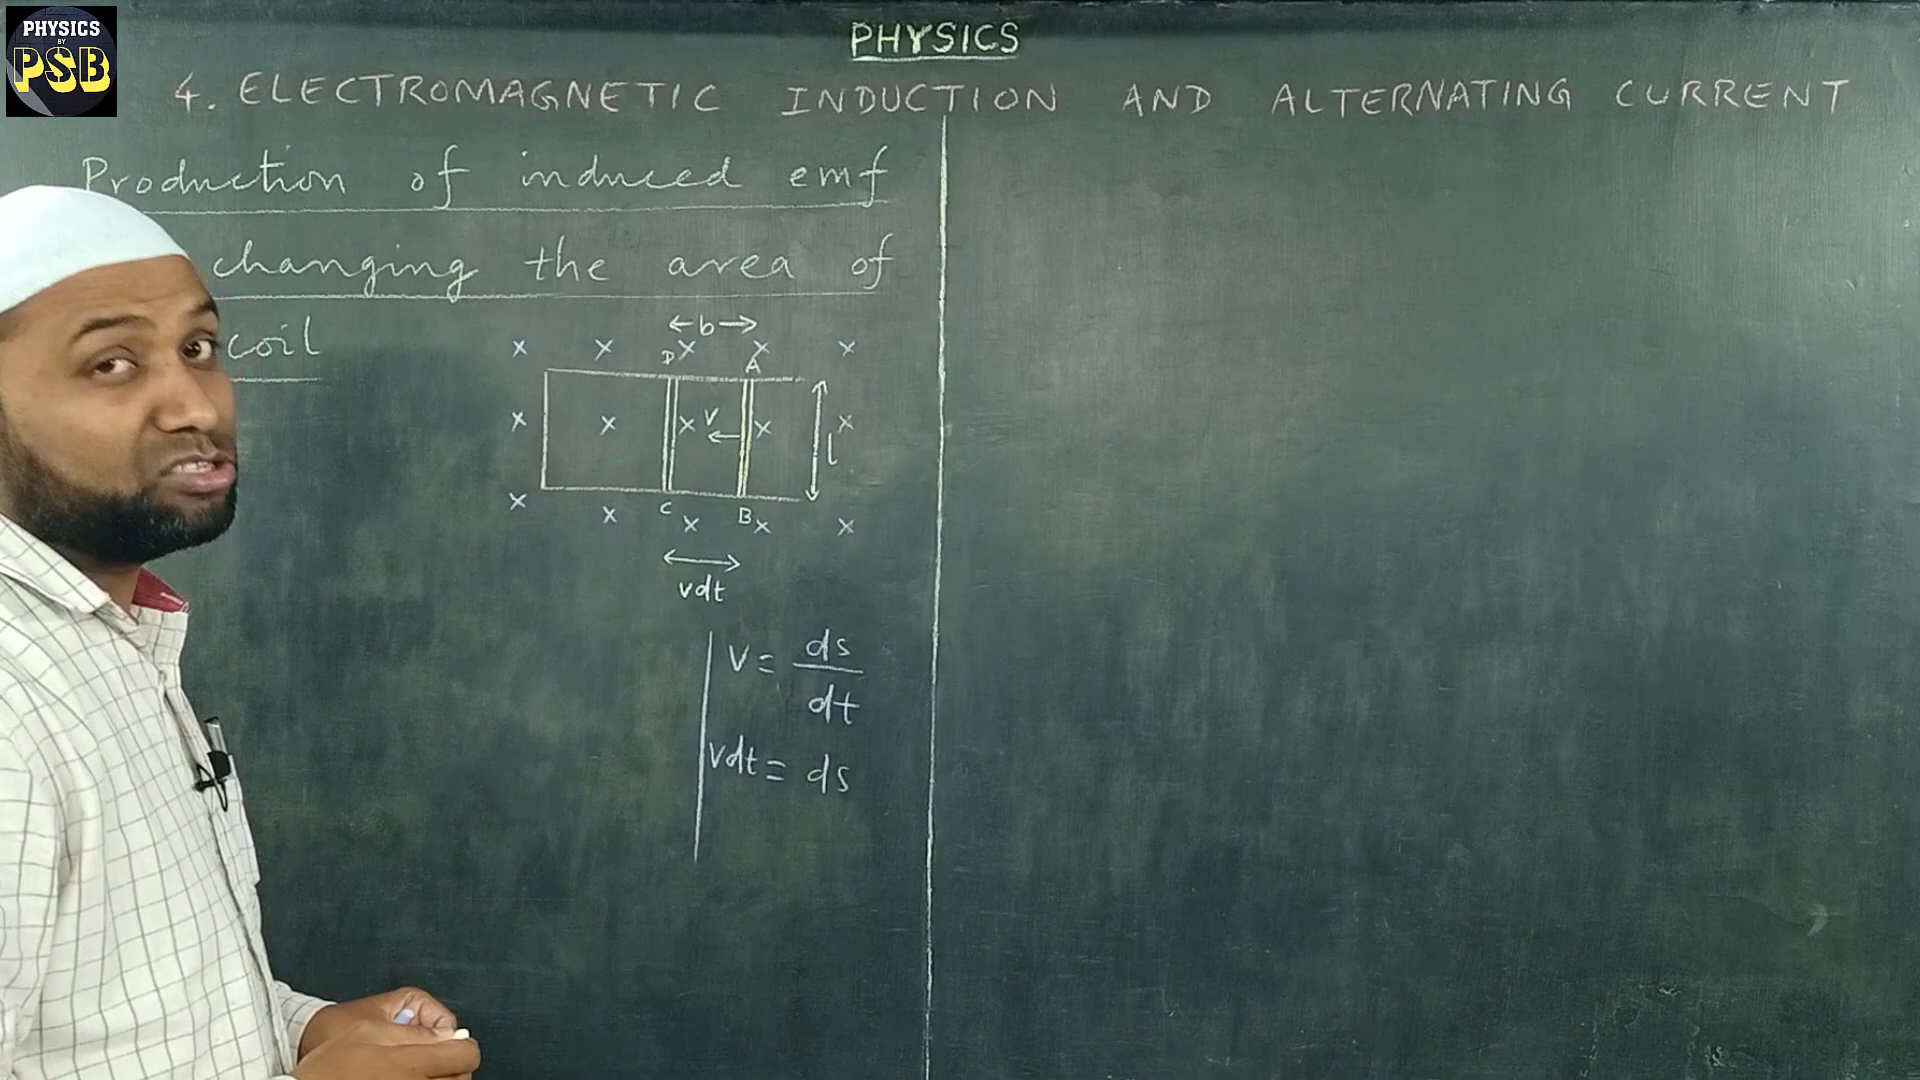 PHYSICS
BY
PSB
PHYSICS
4. ELECTROMAGNETIC INDUCTION AND ALTERNATING CURRENT
Production of induced emf
changing the area of
coil
b
x x x x x
D A
l
x x x v x x
C B
x x x x x
vdt
v = ds
dt
vdt = ds